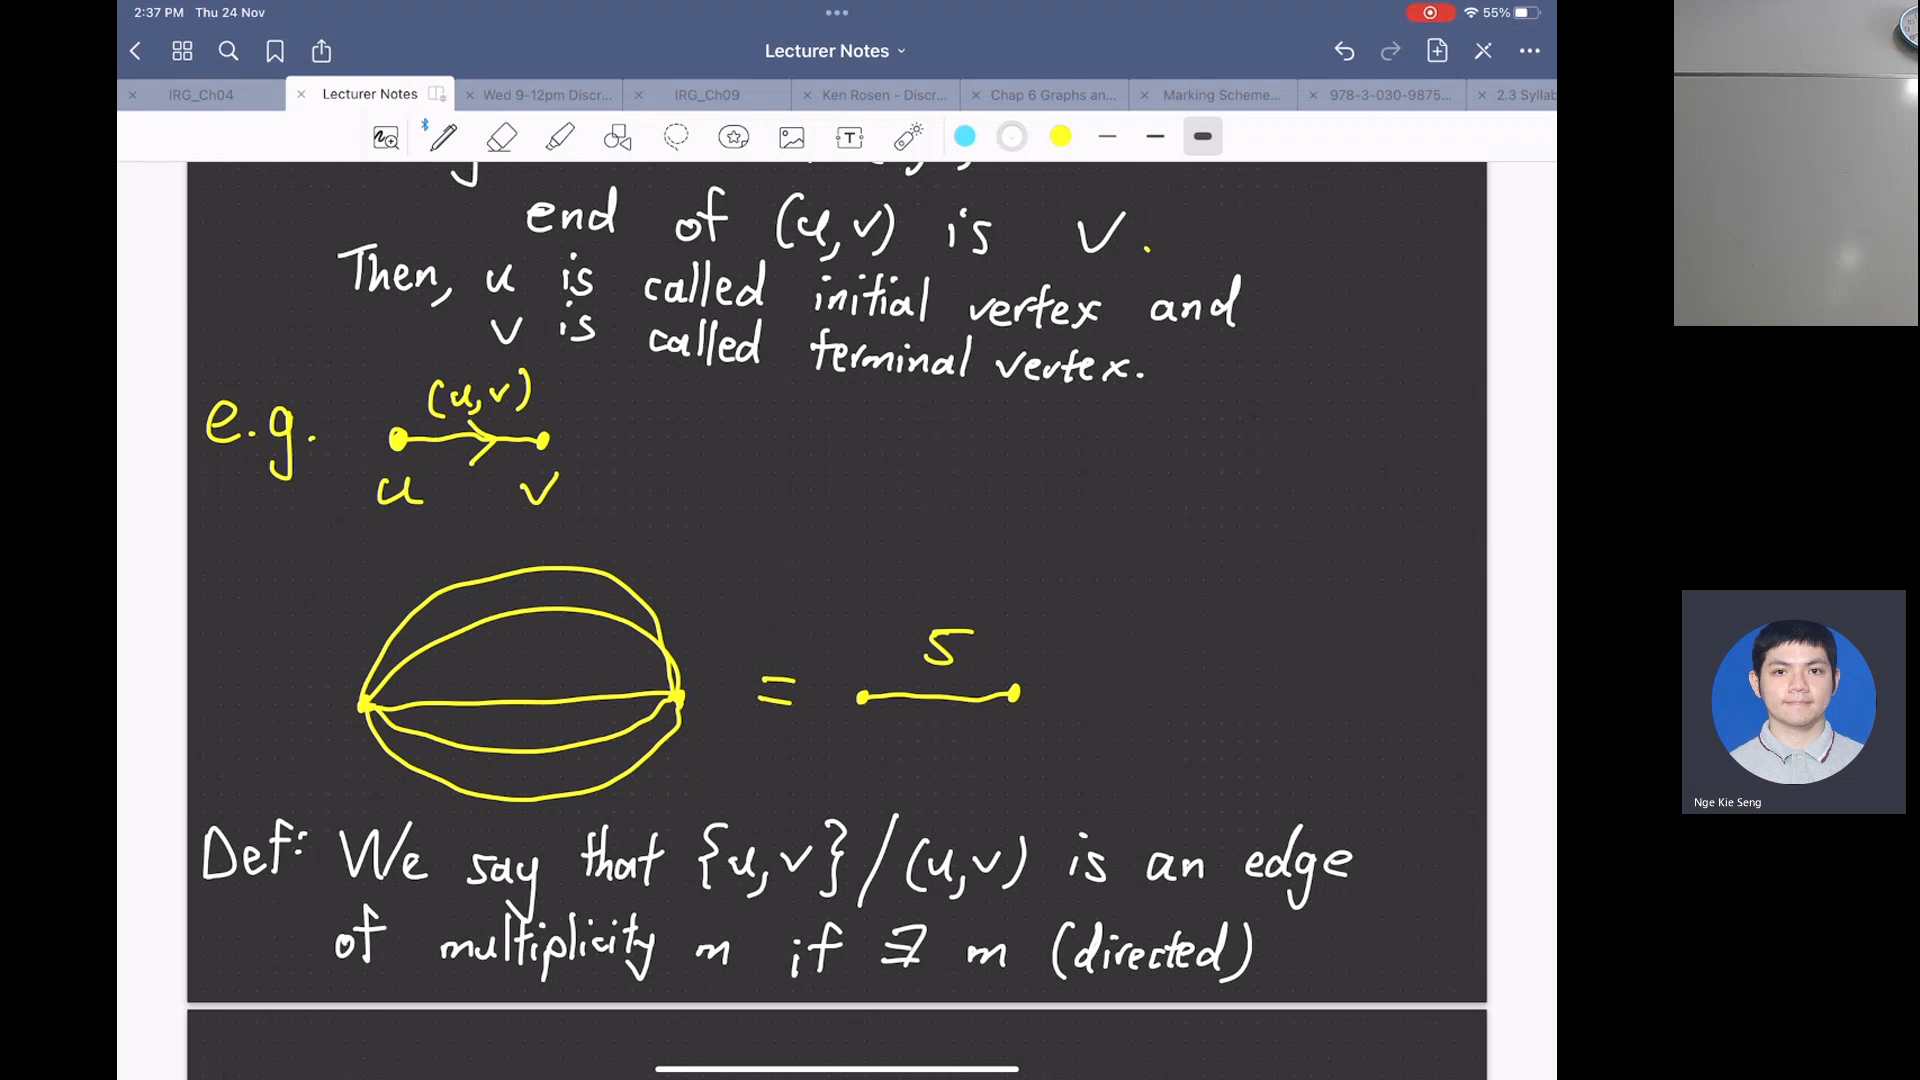 2:37 PM Thu 24 Nov
55%
Lecturer Notes
IRG_Ch04
Lecturer Notes
Wed 9-12pm Discr...
IRG_Ch09
Ken Rosen - Discr...
Chap 6 Graphs an...
Marking Scheme...
978-3-030-9875...
2.3 Syllab
end of (u,v) is v.
Then, u is called initial vertex and
v is called terminal vertex.
e.g.
(u,v)
u v
= 5
Def: We say that {u,v}/(u,v) is an edge
of multiplicity m if ∃ m (directed)
Nge Kie Seng